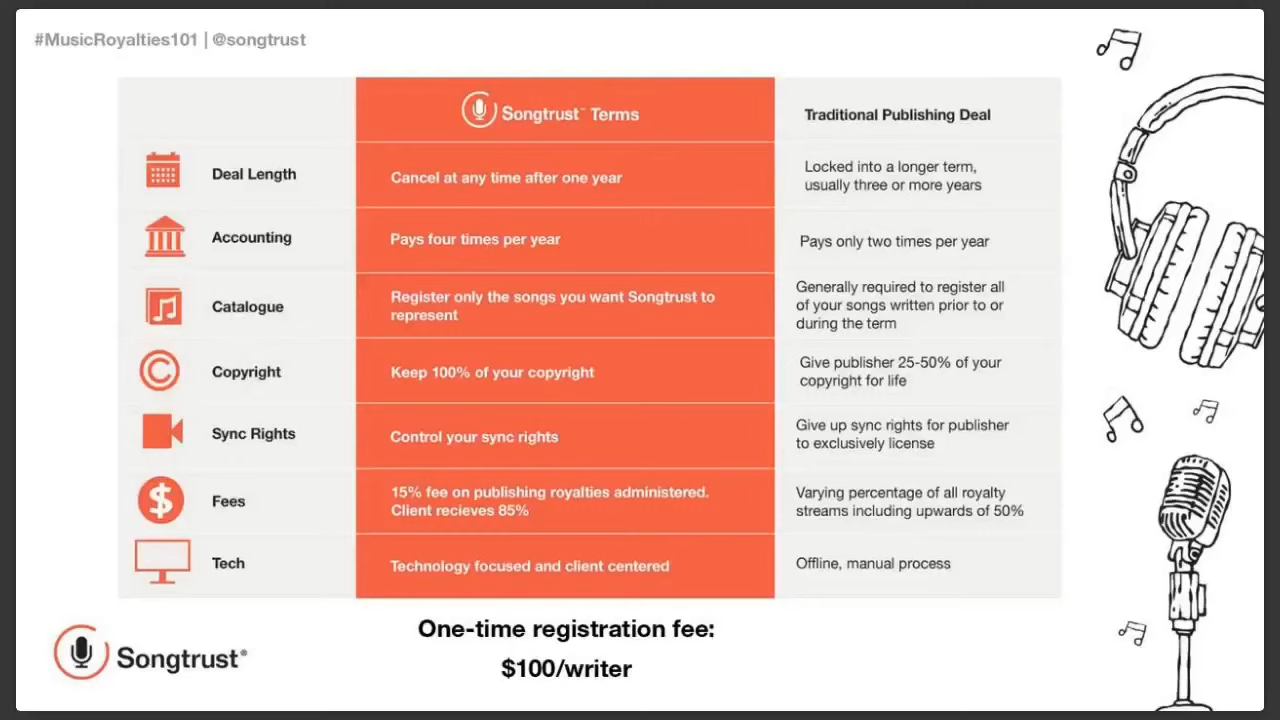 #MusicRoyalties101 | @songtrust
Songtrust™ Terms
Traditional Publishing Deal
Deal Length
Cancel at any time after one year
Locked into a longer term,
usually three or more years
Accounting
Pays four times per year
Pays only two times per year
Catalogue
Register only the songs you want Songtrust to
represent
Generally required to register all
of your songs written prior to or
during the term
Copyright
Keep 100% of your copyright
Give publisher 25-50% of your
copyright for life
Sync Rights
Control your sync rights
Give up sync rights for publisher
to exclusively license
Fees
15% fee on publishing royalties administered.
Client recieves 85%
Varying percentage of all royalty
streams including upwards of 50%
Tech
Technology focused and client centered
Offline, manual process
One-time registration fee:
$100/writer
Songtrust®